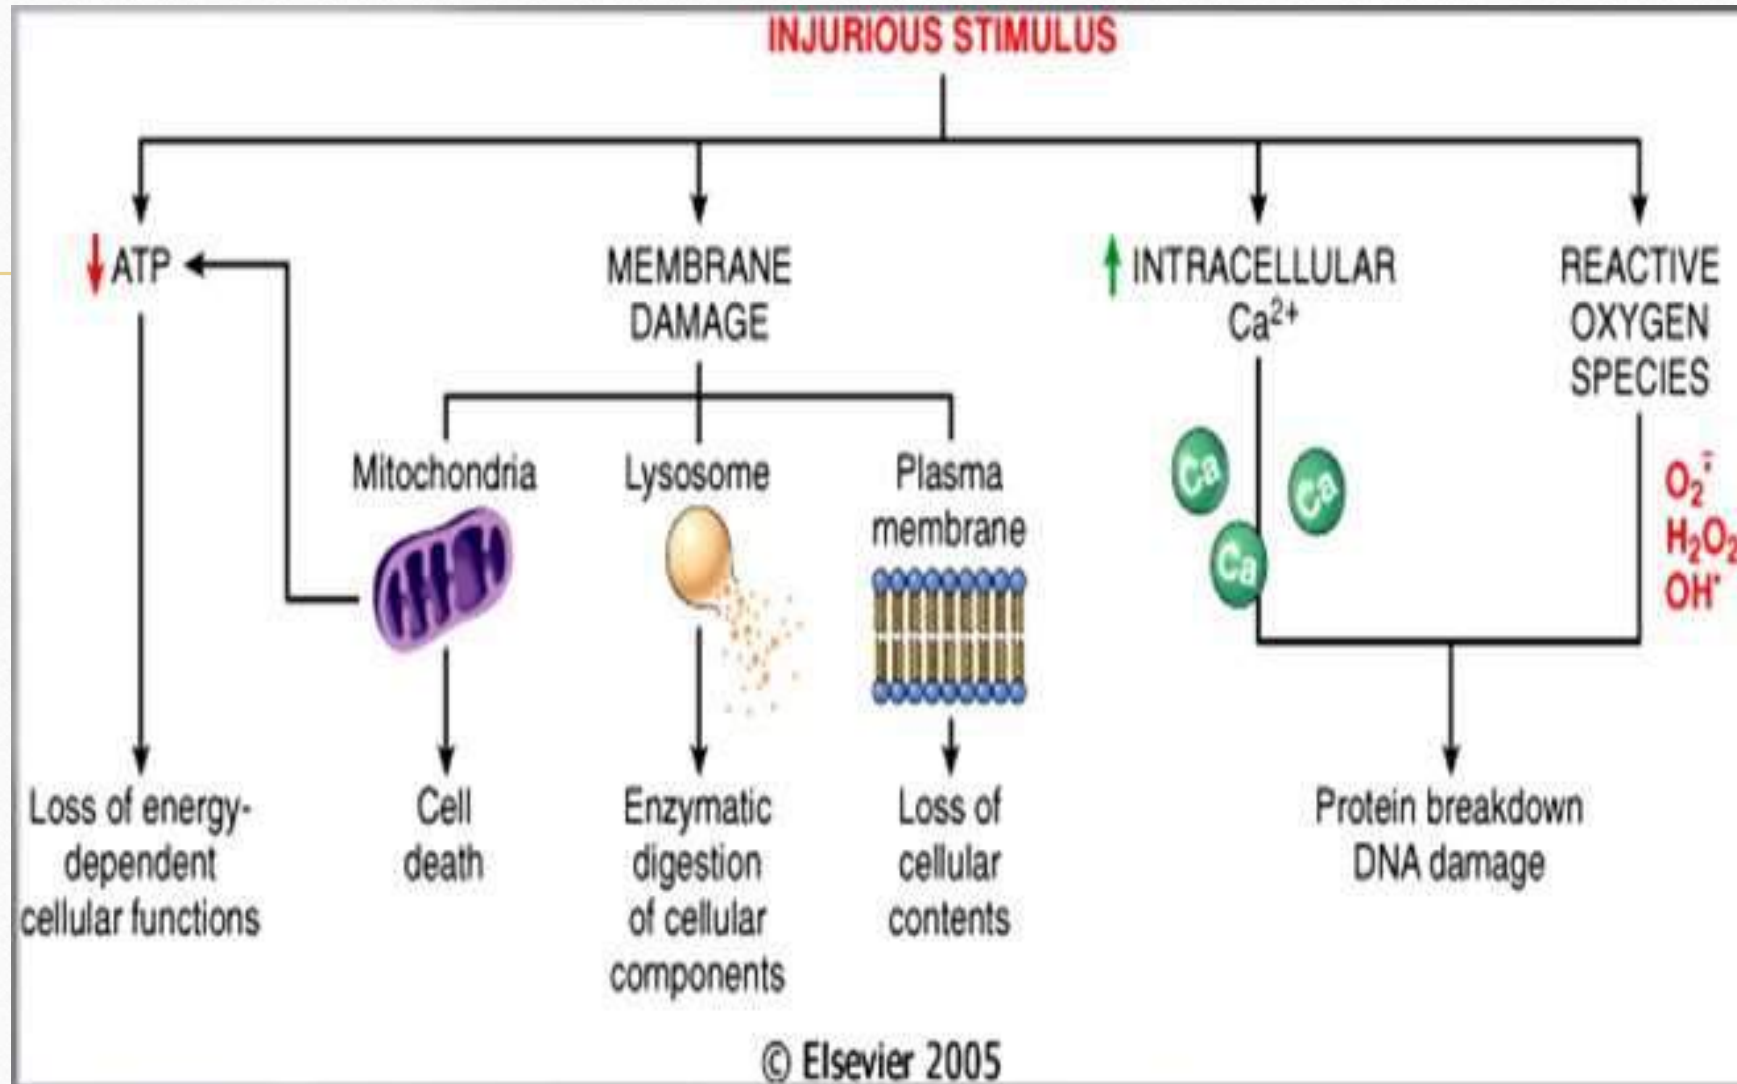 INJURIOUS STIMULUS
ATP
MEMBRANE
DAMAGE
INTRACELLULAR
Ca²⁺
REACTIVE
OXYGEN
SPECIES
Mitochondria
Lysosome
Plasma
membrane
Ca
Ca
Ca
O₂⨪
H₂O₂
OH•
Loss of energy-
dependent
cellular functions
Cell
death
Enzymatic
digestion
of cellular
components
Loss of
cellular
contents
Protein breakdown
DNA damage
© Elsevier 2005